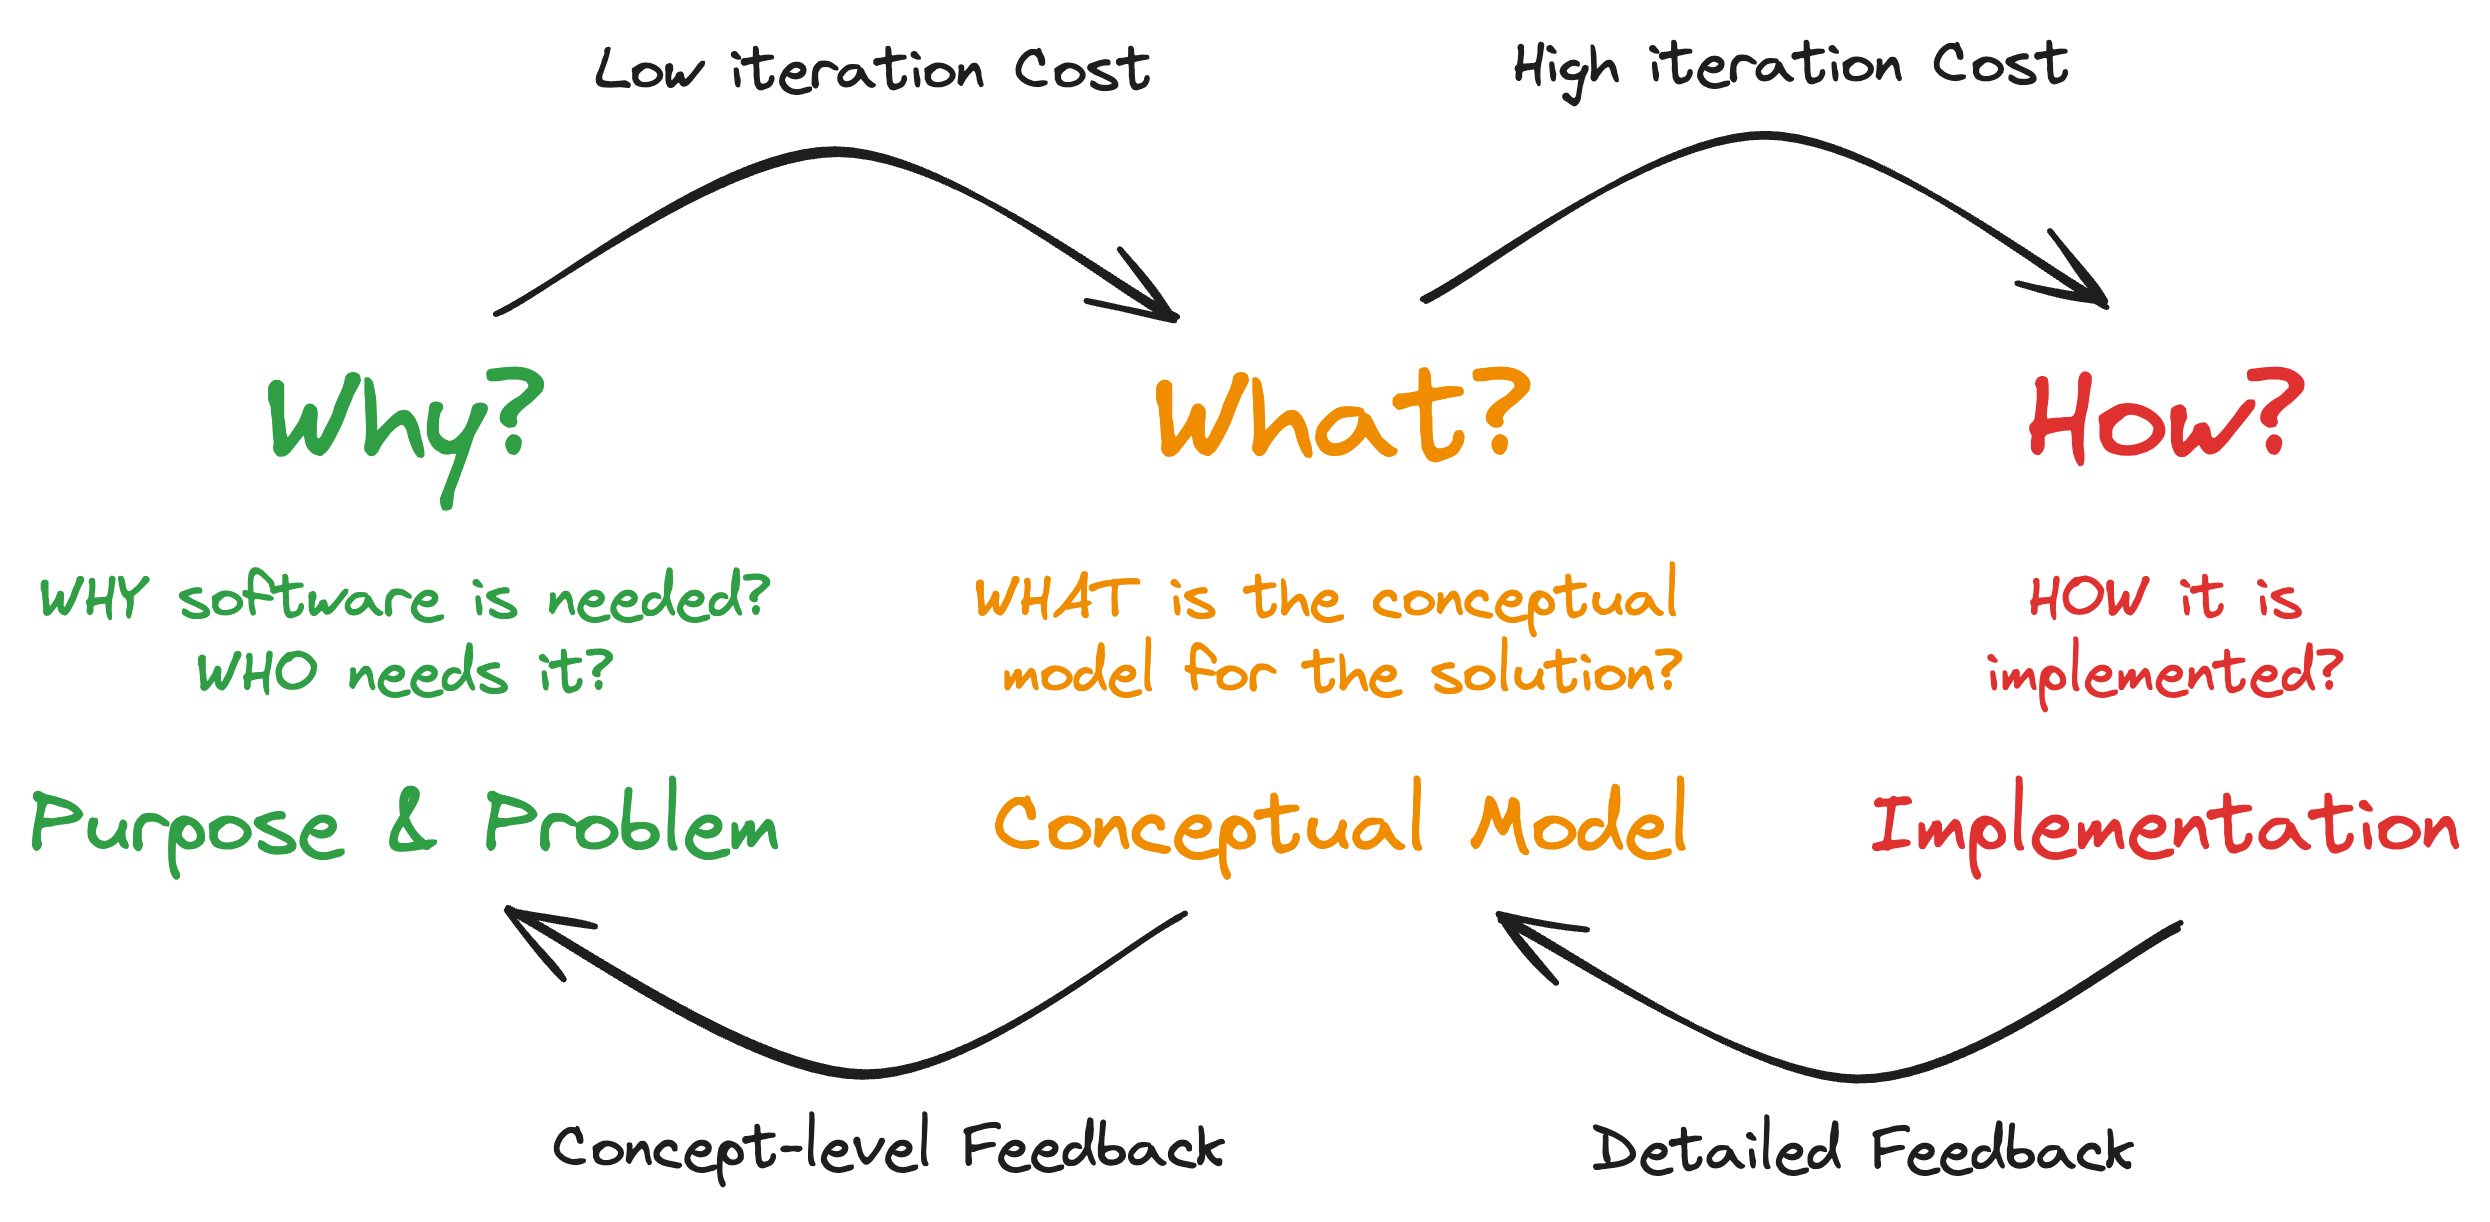 Low iteration Cost
High iteration Cost
Why?
What?
How?
WHY software is needed?
WHO needs it?
WHAT is the conceptual
model for the solution?
HOW it is
implemented?
Purpose & Problem
Conceptual Model
Implementation
Concept-level Feedback
Detailed Feedback